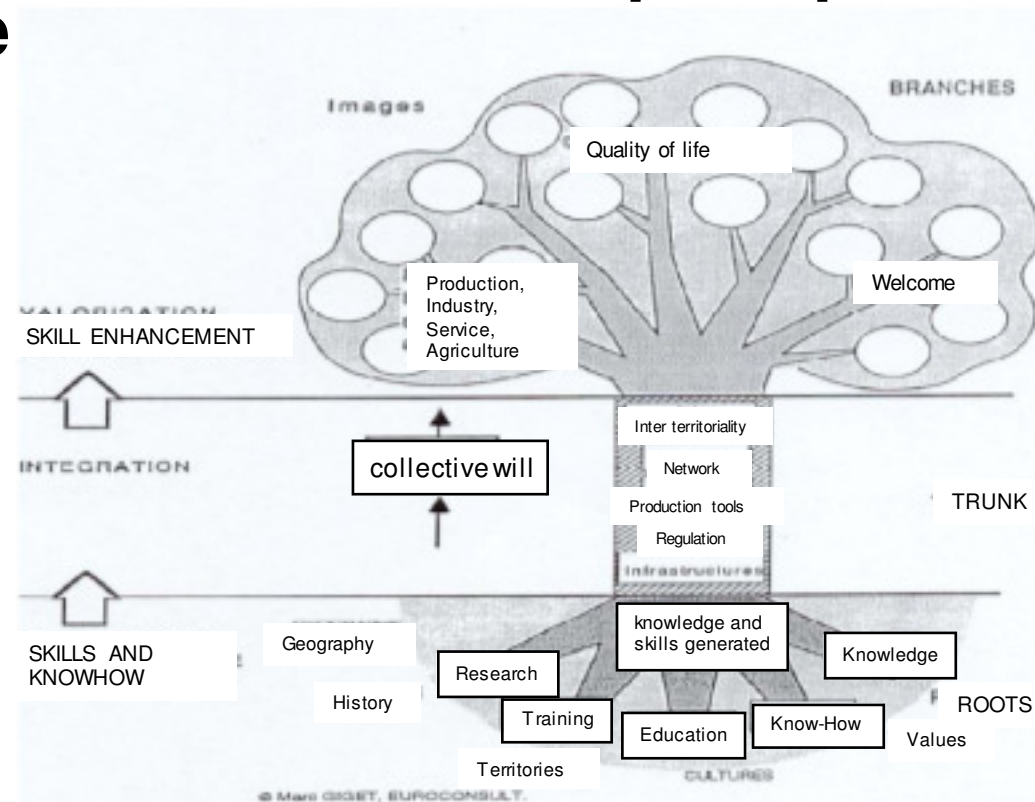 Images
BRANCHES
Quality of life
Production,
Industry,
Service,
Agriculture
Welcome
VALORISATION
SKILL ENHANCEMENT
Inter territoriality
collective will
INTEGRATION
Network
Production tools
TRUNK
Regulation
Infrastructures
knowledge and
skills generated
Geography
Knowledge
SKILLS AND
KNOWHOW
Research
History
ROOTS
Training
Know-How
Education
Values
Territories
CULTURES
© Marc GIGET, EUROCONSULT.